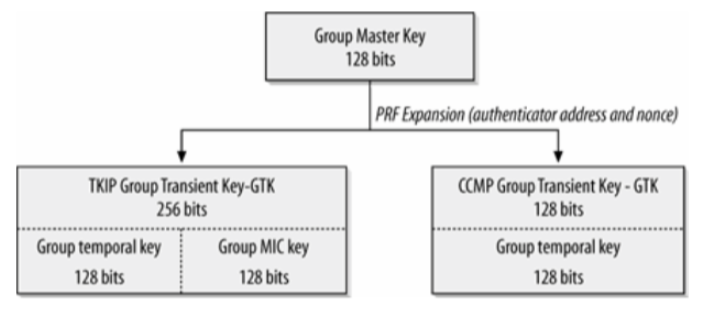 Group Master Key
128 bits
PRF Expansion (authenticator address and nonce)
TKIP Group Transient Key-GTK
256 bits
Group temporal key
128 bits
Group MIC key
128 bits
CCMP Group Transient Key - GTK
128 bits
Group temporal key
128 bits